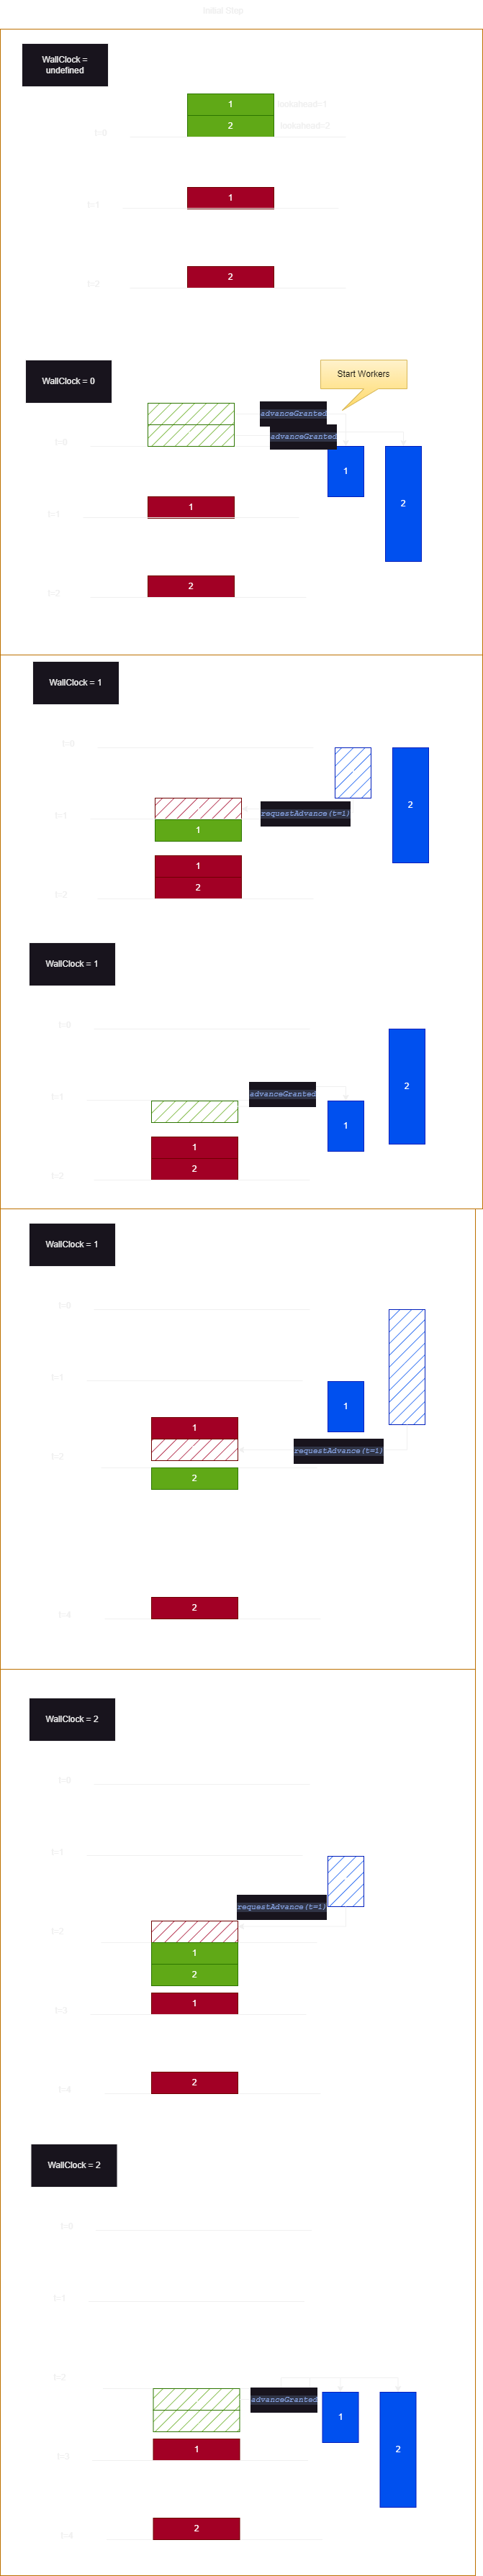 Initial Step
WallClock =
undefined
1
lookahead=1
2
lookahead=2
t=0
1
t=1
2
t=2
Start Workers
WallClock = 0
advanceGranted
advanceGranted
t=0
1
2
1
t=1
2
t=2
WallClock = 1
t=0
2
requestAdvance(t=1)
t=1
1
1
2
t=2
WallClock = 1
t=0
2
advanceGranted
t=1
1
1
2
t=2
WallClock = 1
t=0
t=1
1
1
requestAdvance(t=1)
t=2
2
2
t=4
WallClock = 2
t=0
t=1
requestAdvance(t=1)
t=2
1
2
1
t=3
2
t=4
WallClock = 2
t=0
t=1
t=2
advanceGranted
1
2
1
t=3
2
t=4